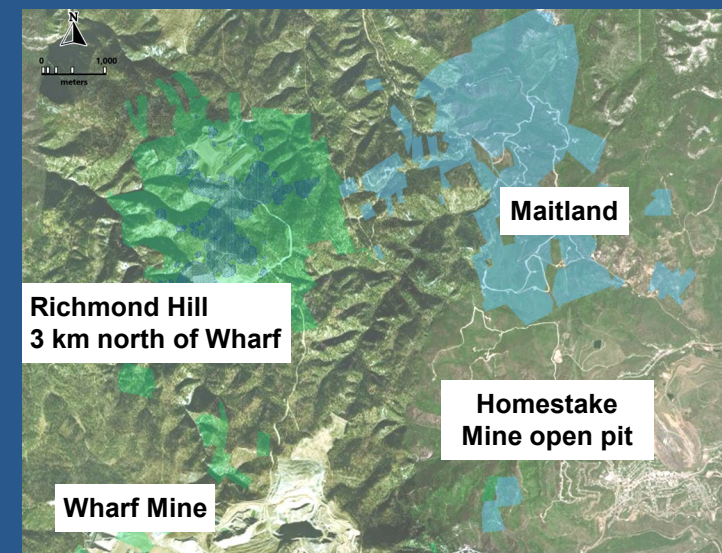 N
0 1,000
meters
Maitland
Richmond Hill
3 km north of Wharf
Homestake
Mine open pit
Wharf Mine